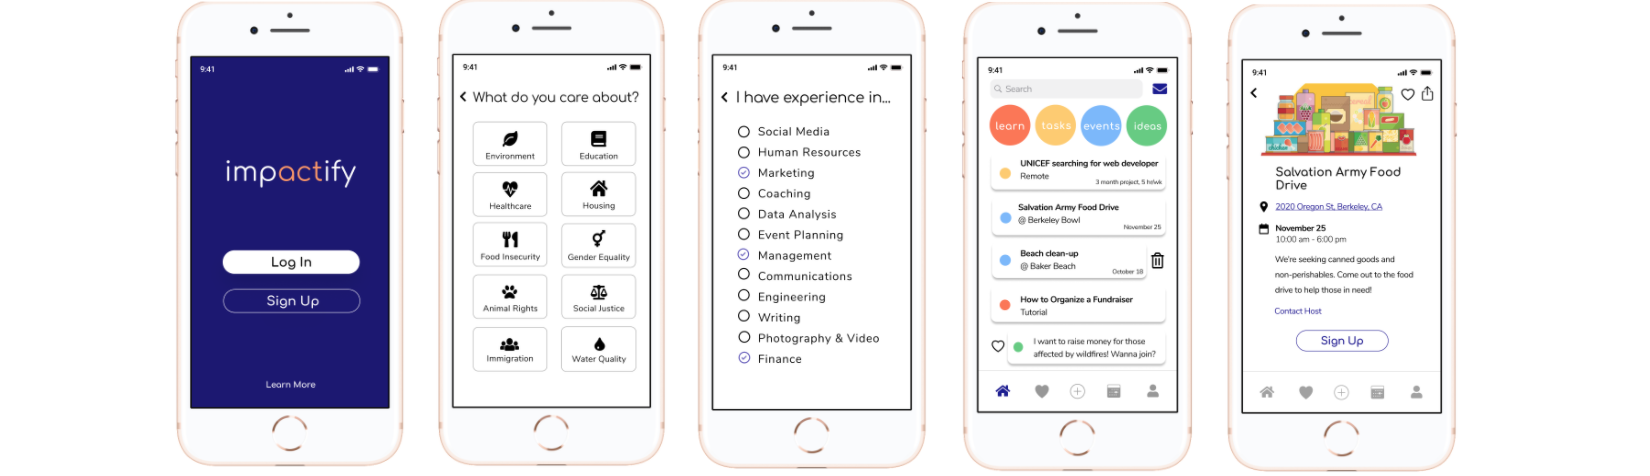 9:41
impactify
Log In
Sign Up
Learn More
9:41
What do you care about?
Environment
Education
Healthcare
Housing
Food Insecurity
Gender Equality
Animal Rights
Social Justice
Immigration
Water Quality
9:41
I have experience in...
Social Media
Human Resources
Marketing
Coaching
Data Analysis
Event Planning
Management
Communications
Engineering
Writing
Photography & Video
Finance
9:41
Search
learn
tasks
events
ideas
UNICEF searching for web developer
Remote
3 month project, 5 hr/wk
Salvation Army Food Drive
@ Berkeley Bowl
November 25
Beach clean-up
@ Baker Beach
October 18
How to Organize a Fundraiser
Tutorial
I want to raise money for those
affected by wildfires! Wanna join?
9:41
Salvation Army Food
Drive
2020 Oregon St, Berkeley, CA
November 25
10:00 am - 6:00 pm
We're seeking canned goods and
non-perishables. Come out to the food
drive to help those in need!
Contact Host
Sign Up